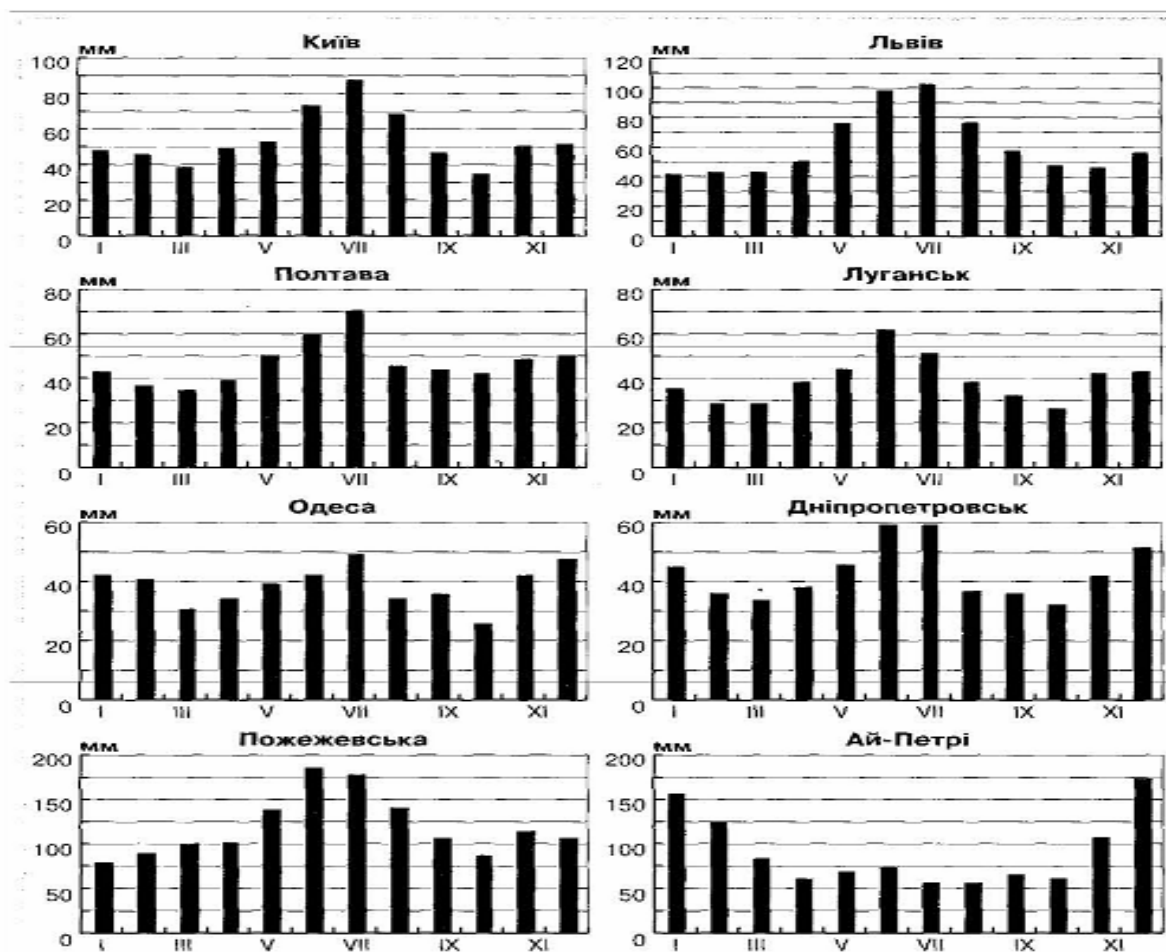 Київ
мм
100
80
60
40
20
0
I III V VII IX XI
Львів
мм
120
100
80
60
40
20
0
I III V VII IX XI
Полтава
мм
80
60
40
20
0
I III V VII IX XI
Луганськ
мм
80
60
40
20
0
I III V VII IX XI
Одеса
мм
60
40
20
0
I III V VII IX XI
Дніпропетровськ
мм
60
40
20
0
I III V VII IX XI
Пожежевська
мм
200
150
100
50
0
I III V VII IX XI
Ай-Петрі
мм
200
150
100
50
0
I III V VII IX XI